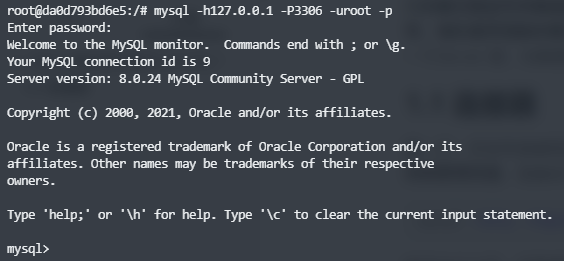 root@da0d793bd6e5:/# mysql -h127.0.0.1 -P3306 -uroot -p
Enter password:
Welcome to the MySQL monitor.  Commands end with ; or \g.
Your MySQL connection id is 9
Server version: 8.0.24 MySQL Community Server - GPL
Copyright (c) 2000, 2021, Oracle and/or its affiliates.
Oracle is a registered trademark of Oracle Corporation and/or its
affiliates. Other names may be trademarks of their respective
owners.
Type 'help;' or '\h' for help. Type '\c' to clear the current input statement.
mysql>